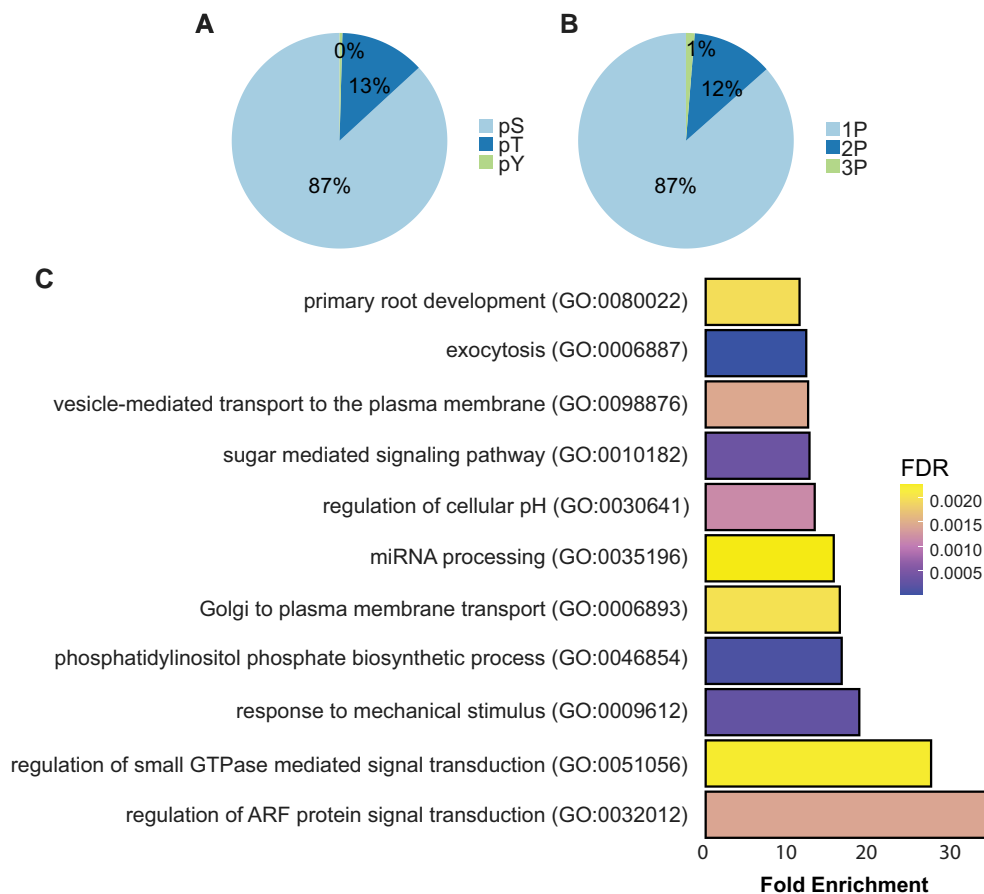 A
0%
13%
87%
pS
pT
pY
B
1%
12%
87%
1P
2P
3P
C
primary root development (GO:0080022)
exocytosis (GO:0006887)
vesicle-mediated transport to the plasma membrane (GO:0098876)
sugar mediated signaling pathway (GO:0010182)
regulation of cellular pH (GO:0030641)
miRNA processing (GO:0035196)
Golgi to plasma membrane transport (GO:0006893)
phosphatidylinositol phosphate biosynthetic process (GO:0046854)
response to mechanical stimulus (GO:0009612)
regulation of small GTPase mediated signal transduction (GO:0051056)
regulation of ARF protein signal transduction (GO:0032012)
0 10 20 30
Fold Enrichment
FDR
0.0020
0.0015
0.0010
0.0005